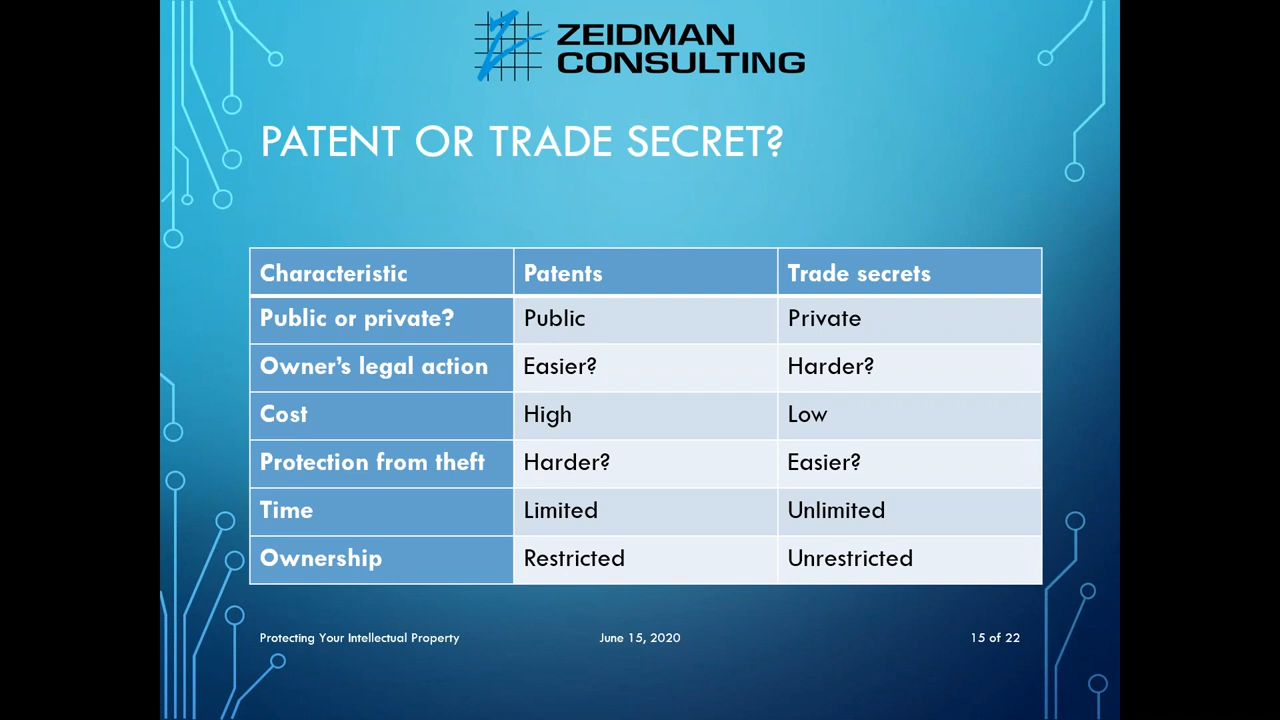 ZEIDMAN
CONSULTING
PATENT OR TRADE SECRET?
Characteristic Patents Trade secrets
Public or private? Public Private
Owner’s legal action Easier? Harder?
Cost High Low
Protection from theft Harder? Easier?
Time Limited Unlimited
Ownership Restricted Unrestricted
Protecting Your Intellectual Property June 15, 2020 15 of 22